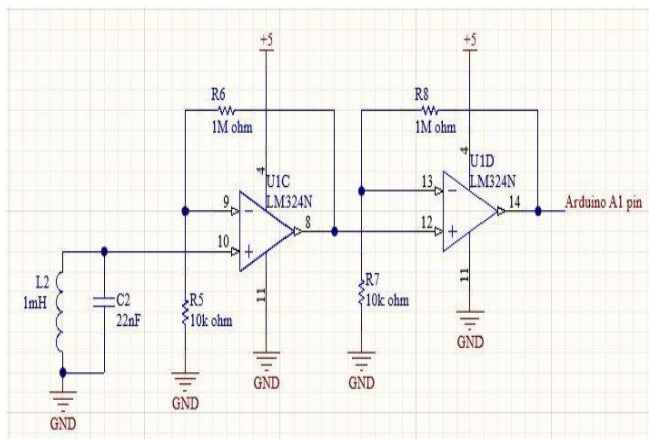 +5
+5
R6
1M ohm
R8
1M ohm
4
U1C
LM324N
9
8
10
4
U1D
LM324N
13
14
12
Arduino A1 pin
L2
1mH
C2
22nF
R5
10k ohm
11
R7
10k ohm
11
GND
GND
GND
GND
GND